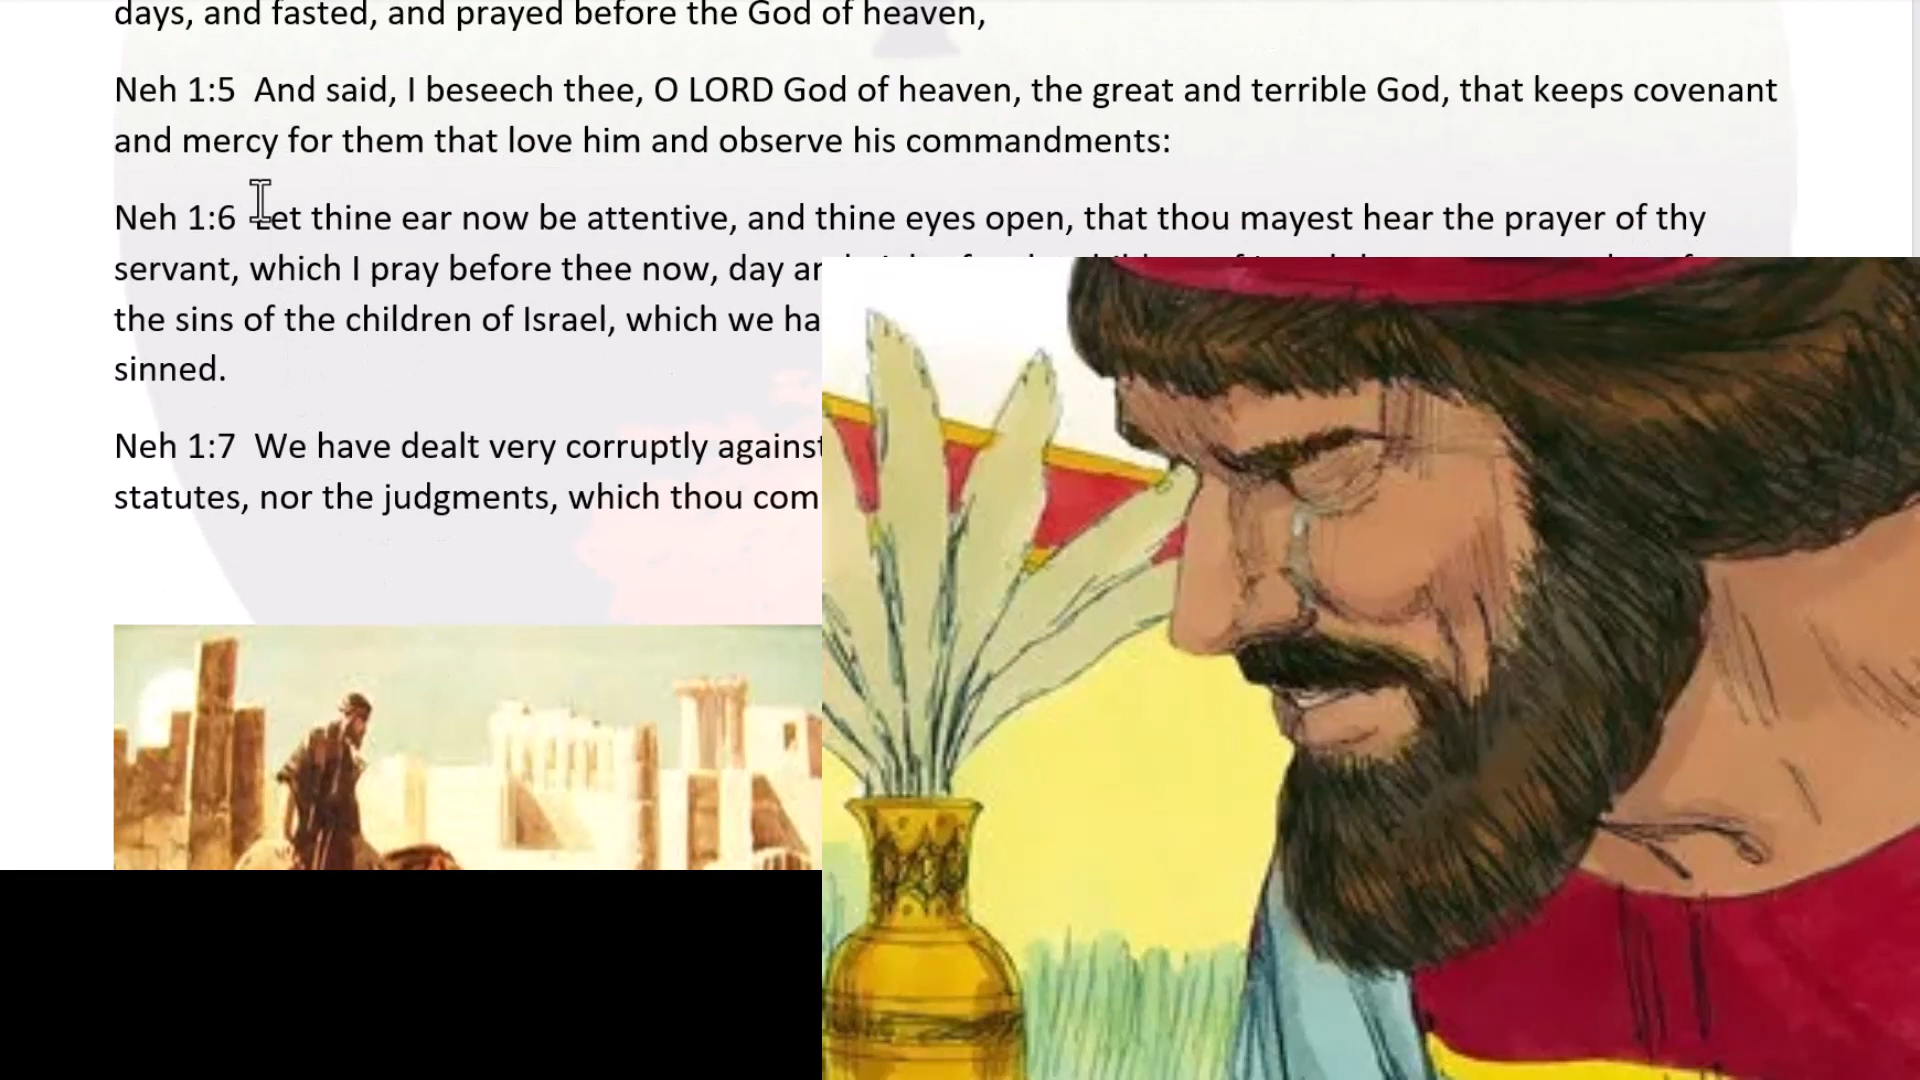 days, and fasted, and prayed before the God of heaven,
Neh 1:5 And said, I beseech thee, O LORD God of heaven, the great and terrible God, that keeps covenant
and mercy for them that love him and observe his commandments:
Neh 1:6 Let thine ear now be attentive, and thine eyes open, that thou mayest hear the prayer of thy
servant, which I pray before thee now, day
the sins of the children of Israel, which we
sinned.
Neh 1:7 We have dealt very corruptly against
statutes, nor the judgments, which thou